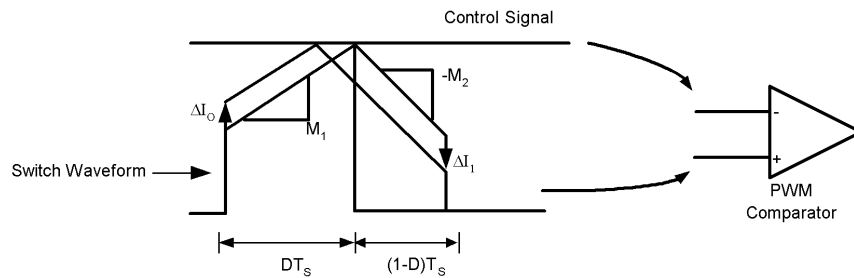 Control Signal
-M₂
ΔI₀
M₁
-
ΔI₁
Switch Waveform
+
PWM
Comparator
DTₛ
(1-D)Tₛ